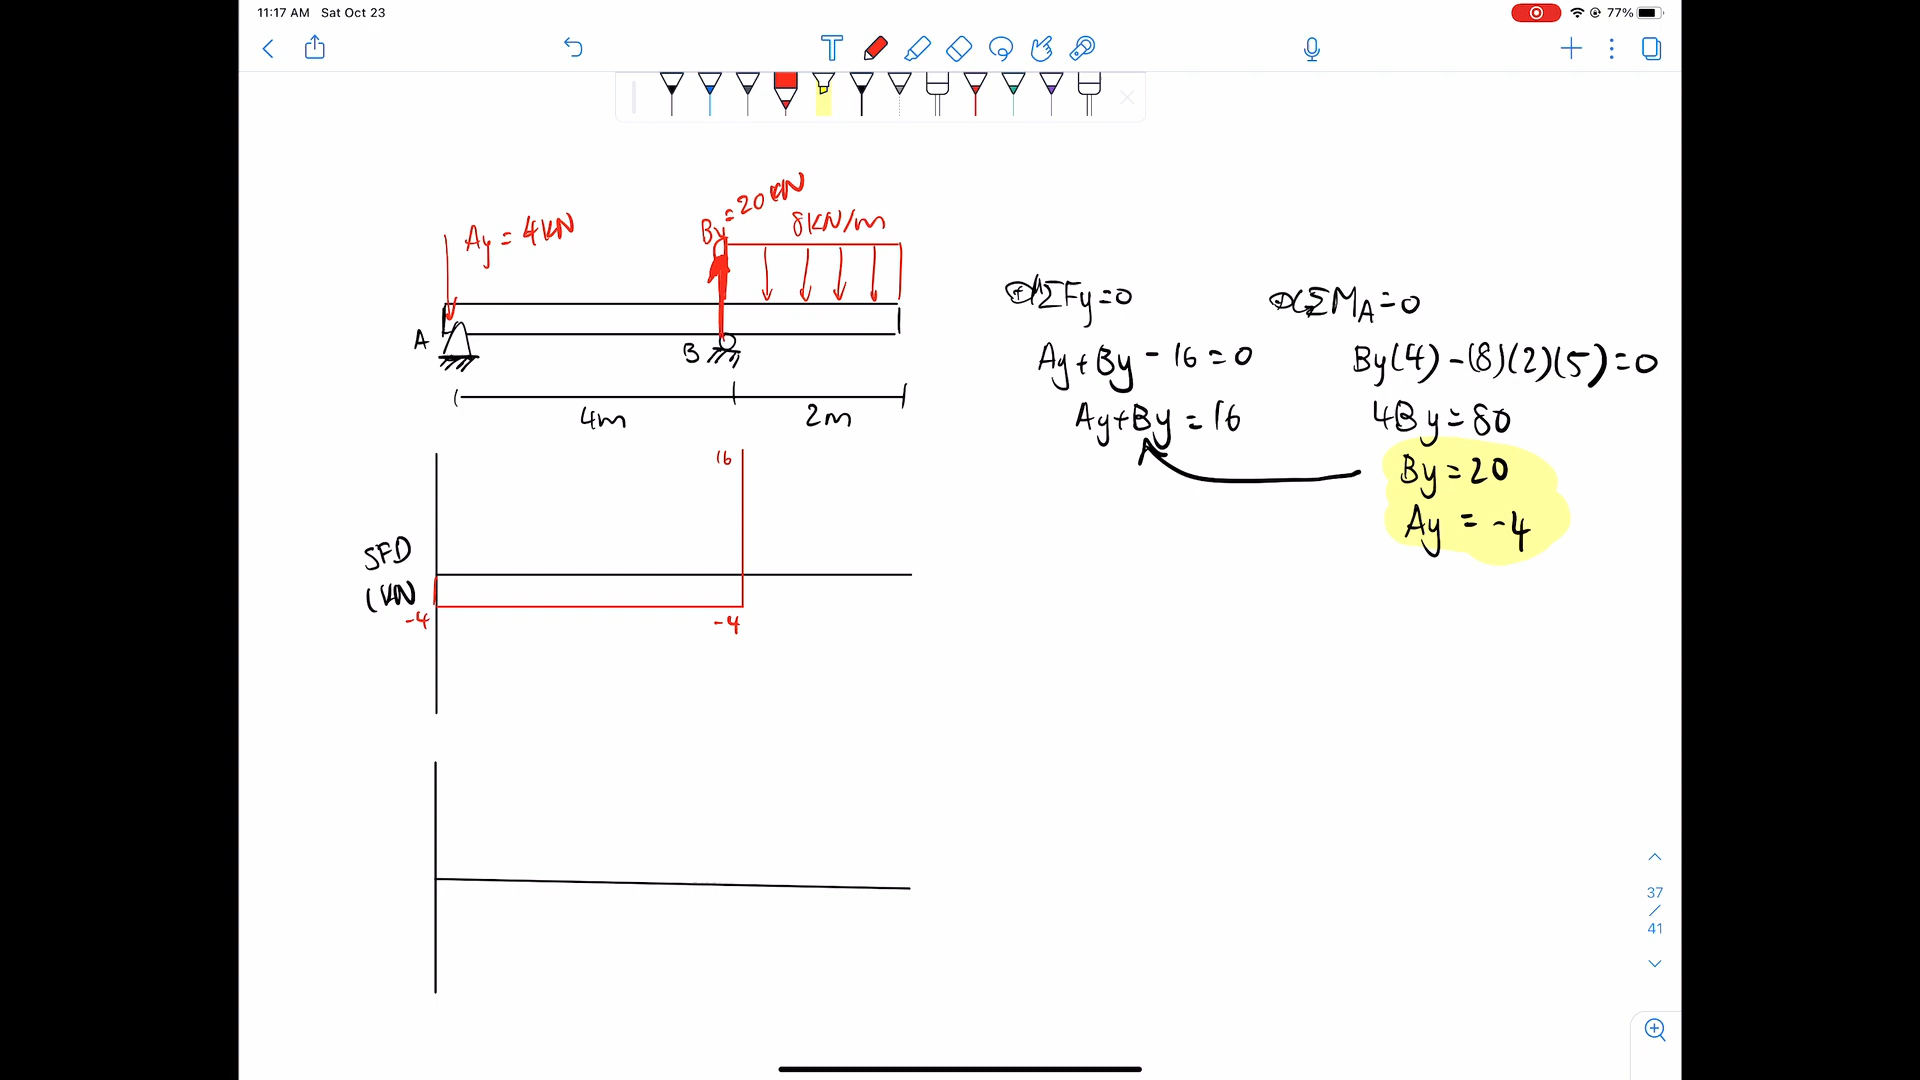 11:17 AM Sat Oct 23
77%
T
Ay = 4KN
By = 20KN
8KN/m
A
B
4m
2m
+↑ΣFy=0
Ay+By - 16 = 0
Ay+By = 16
ΣMA=0
By(4) - (8)(2)(5) = 0
4By = 80
By = 20
Ay = -4
16
SFD
(KN
-4
-4
37
/
41